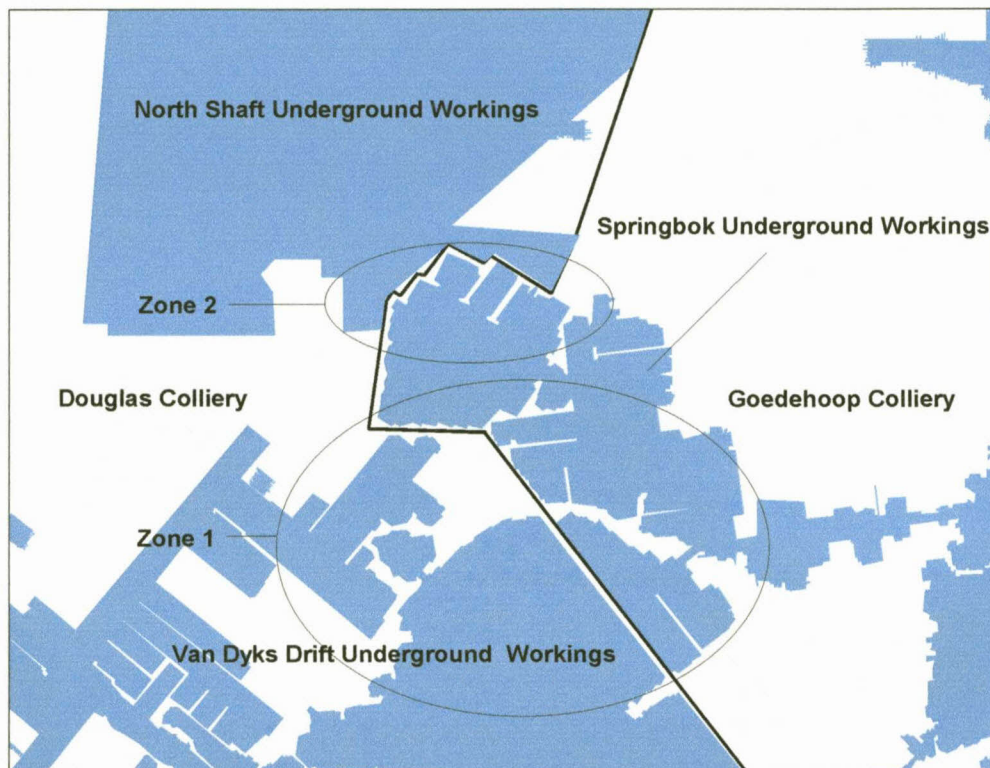 North Shaft Underground Workings
Springbok Underground Workings
Zone 2
Douglas Colliery
Goedehoop Colliery
Zone 1
Van Dyks Drift Underground Workings